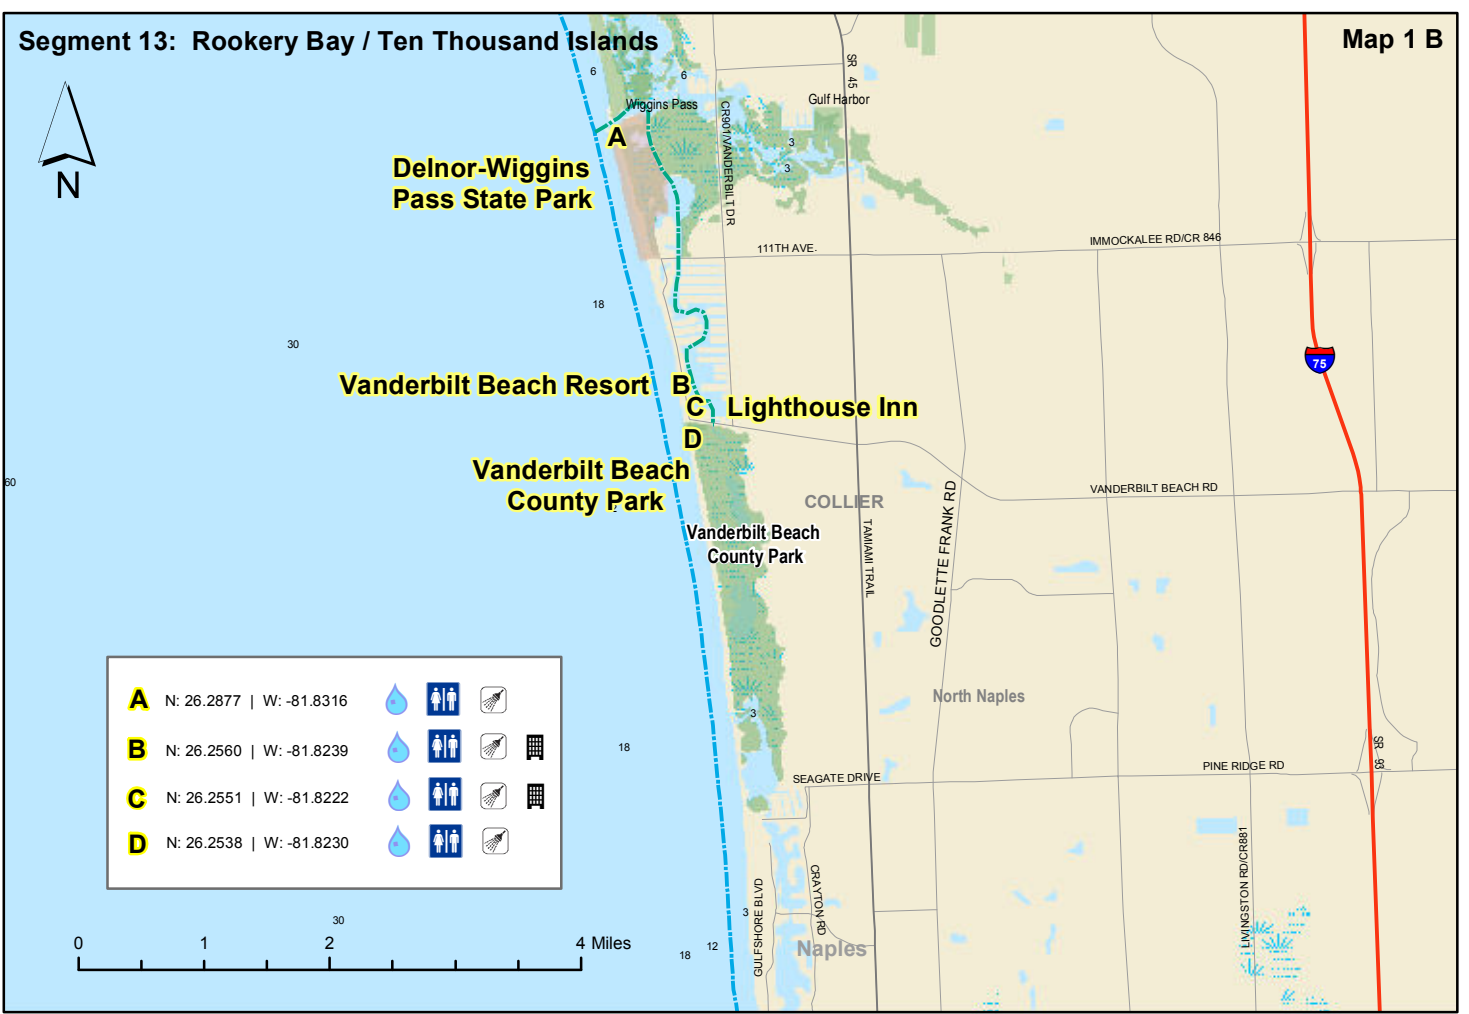 Segment 13: Rookery Bay / Ten Thousand Islands
Map 1 B
N
6
6
Wiggins Pass
Gulf Harbor
SR 45
CR901/VANDERBILT DR
A
3
3
Delnor-Wiggins
Pass State Park
111TH AVE.
IMMOCKALEE RD/CR 846
18
30
75
Vanderbilt Beach Resort
B
C
Lighthouse Inn
D
Vanderbilt Beach
County Park
60
COLLIER
VANDERBILT BEACH RD
GOODLETTE FRANK RD
TAMIAMI TRAIL
Vanderbilt Beach
County Park
North Naples
3
18
SR 93
PINE RIDGE RD
SEAGATE DRIVE
A N: 26.2877 | W: -81.8316
B N: 26.2560 | W: -81.8239
C N: 26.2551 | W: -81.8222
D N: 26.2538 | W: -81.8230
LIVINGSTON RD/CR881
CRAYTON RD
GULFSHORE BLVD
3
30
12
18
Naples
0 1 2 4 Miles